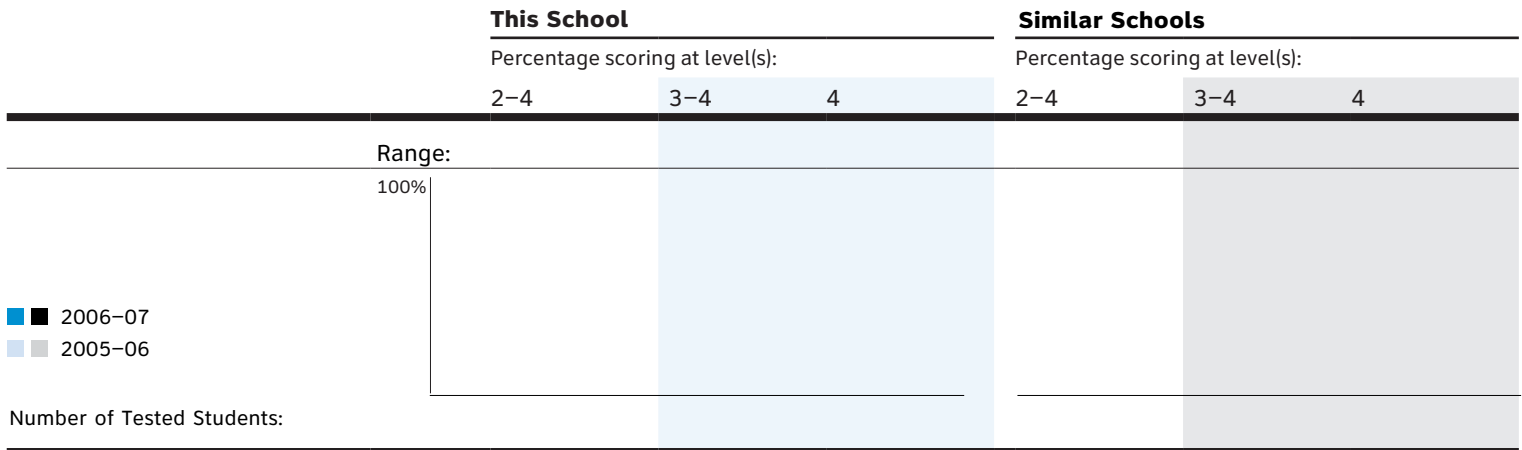 This School Similar Schools
Percentage scoring at level(s): Percentage scoring at level(s):
2–4 3–4 4 2–4 3–4 4
Range:
100%
2006–07
2005–06
Number of Tested Students: